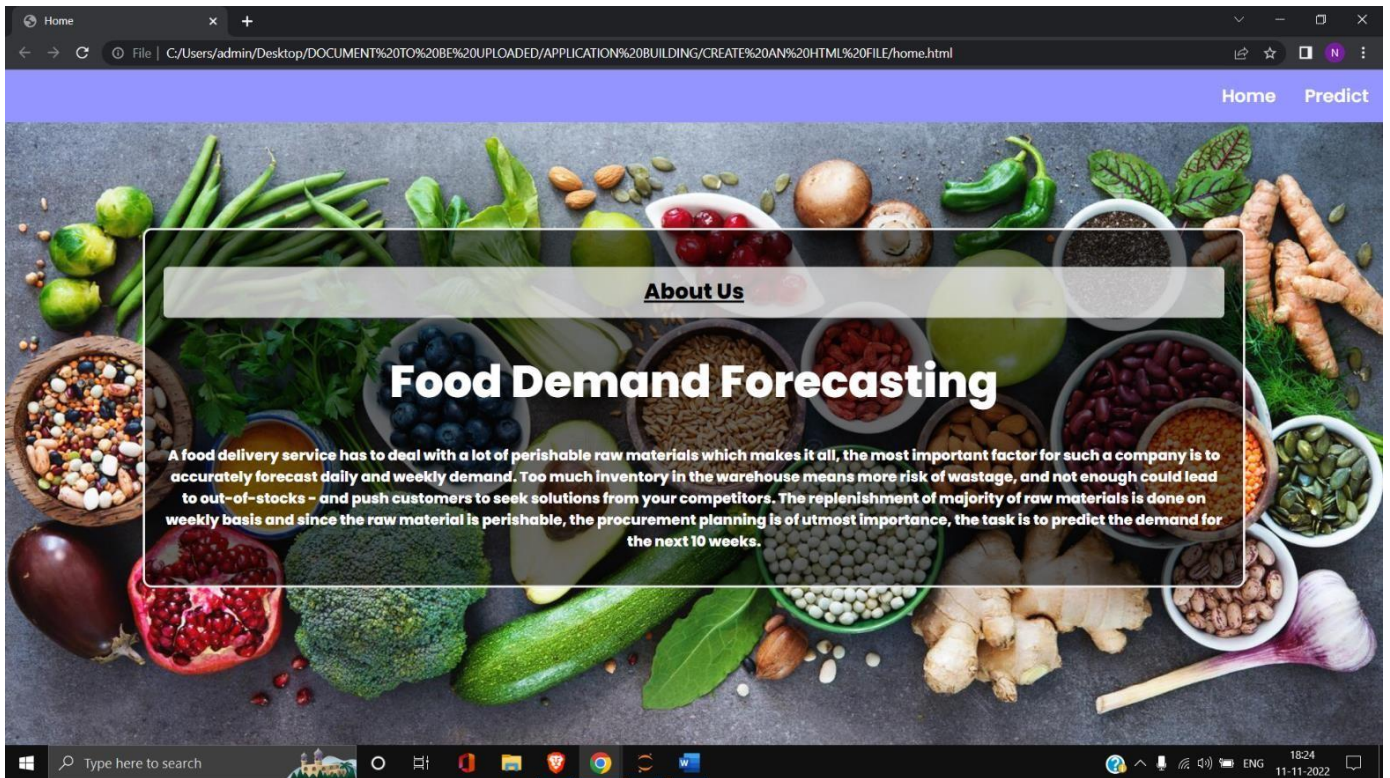 Home
File | C:/Users/admin/Desktop/DOCUMENT%20TO%20BE%20UPLOADED/APPLICATION%20BUILDING/CREATE%20AN%20HTML%20FILE/home.html
N
Home Predict
About Us
Food Demand Forecasting
A food delivery service has to deal with a lot of perishable raw materials which makes it all, the most important factor for such a company is to
accurately forecast daily and weekly demand. Too much inventory in the warehouse means more risk of wastage, and not enough could lead
to out-of-stocks - and push customers to seek solutions from your competitors. The replenishment of majority of raw materials is done on
weekly basis and since the raw material is perishable, the procurement planning is of utmost importance, the task is to predict the demand for
the next 10 weeks.
Type here to search
ENG
18:24
11-11-2022